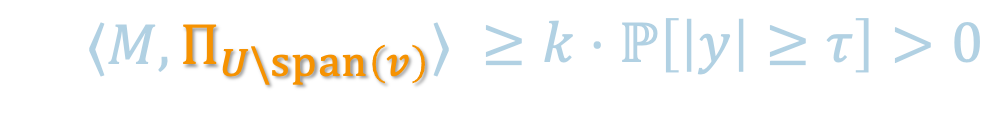 ⟨M, Π_{U\span(v)}⟩ ≥ k · ℙ[|y| ≥ τ] > 0